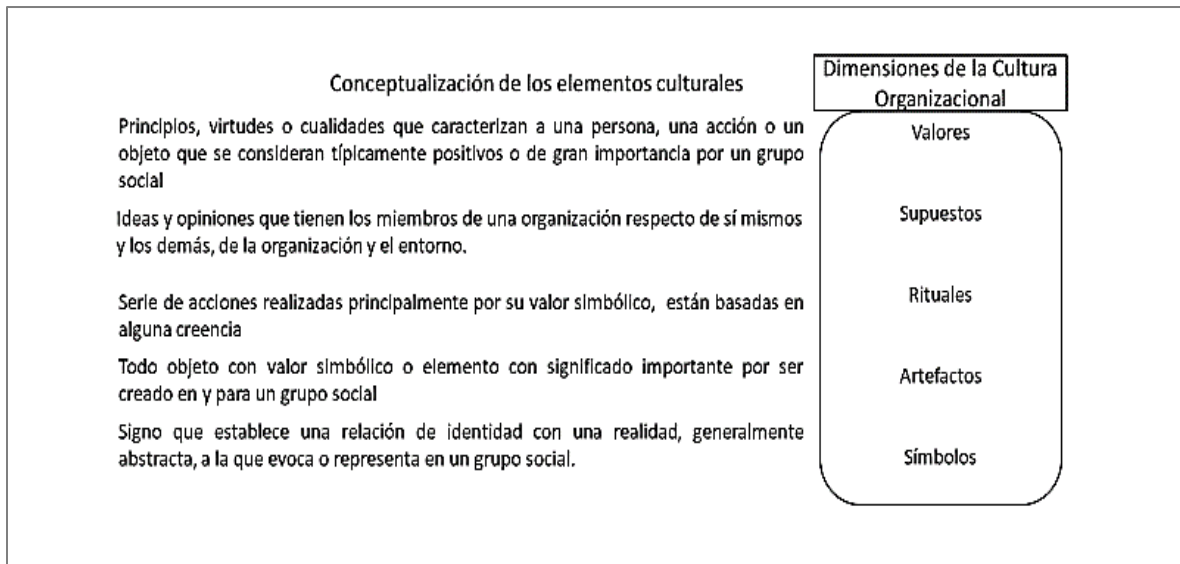 Conceptualización de los elementos culturales
Dimensiones de la Cultura
Organizacional
Principios, virtudes o cualidades que caracterizan a una persona, una acción o un
objeto que se consideran típicamente positivos o de gran importancia por un grupo
social
Valores
Ideas y opiniones que tienen los miembros de una organización respecto de sí mismos
y los demás, de la organización y el entorno.
Supuestos
Serie de acciones realizadas principalmente por su valor simbólico, están basadas en
alguna creencia
Rituales
Todo objeto con valor simbólico o elemento con significado importante por ser
creado en y para un grupo social
Artefactos
Signo que establece una relación de identidad con una realidad, generalmente
abstracta, a la que evoca o representa en un grupo social.
Símbolos